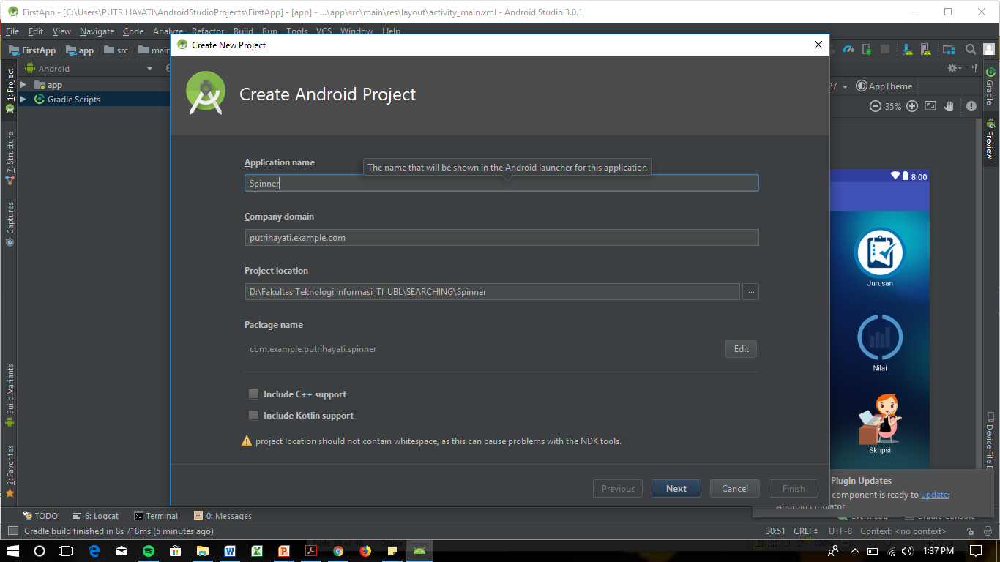 FirstApp - [C:\Users\PUTRIHAYATI\AndroidStudioProjects\FirstApp] - [app] - ...\app\src\main\res\layout\activity_main.xml - Android Studio 3.0.1
File Edit View Navigate Code Analyze Refactor Build Run Tools VCS Window Help
FirstApp app src main
Android
app
Gradle Scripts
1: Project
7: Structure
Captures
Build Variants
2: Favorites
Create New Project
Create Android Project
Application name
The name that will be shown in the Android launcher for this application
Spinner
Company domain
putrihayati.example.com
Project location
D:\Fakultas Teknologi Informasi_TI_UBL\SEARCHING\Spinner
...
Package name
com.example.putrihayati.spinner
Edit
Include C++ support
Include Kotlin support
project location should not contain whitespace, as this can cause problems with the NDK tools.
Previous Next Cancel Finish
27 AppTheme
35%
8:00
Jurusan
Nilai
Skripsi
Gradle
Preview
Device File E
Plugin Updates
component is ready to update:
Android Emulator
TODO 6: Logcat Terminal 0: Messages Event Log Gradle Console
Gradle build finished in 8s 718ms (5 minutes ago)
30:51 CRLF UTF-8 Context: <no context>
100%
1:37 PM